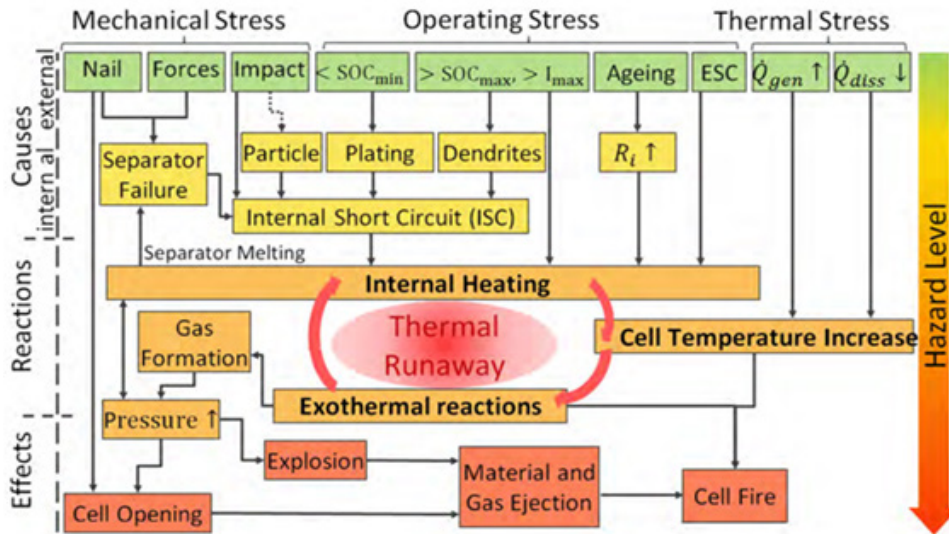 Mechanical Stress
Operating Stress
Thermal Stress
Causes
external
internal
Nail
Forces
Impact
< SOCmin
> SOCmax, > Imax
Ageing
ESC
Q̇gen ↑
Q̇diss ↓
Separator
Failure
Particle
Plating
Dendrites
Ri ↑
Internal Short Circuit (ISC)
Separator Melting
Reactions
Internal Heating
Gas
Formation
Thermal
Runaway
Cell Temperature Increase
Exothermal reactions
Pressure ↑
Effects
Explosion
Material and
Gas Ejection
Cell Fire
Cell Opening
Hazard Level